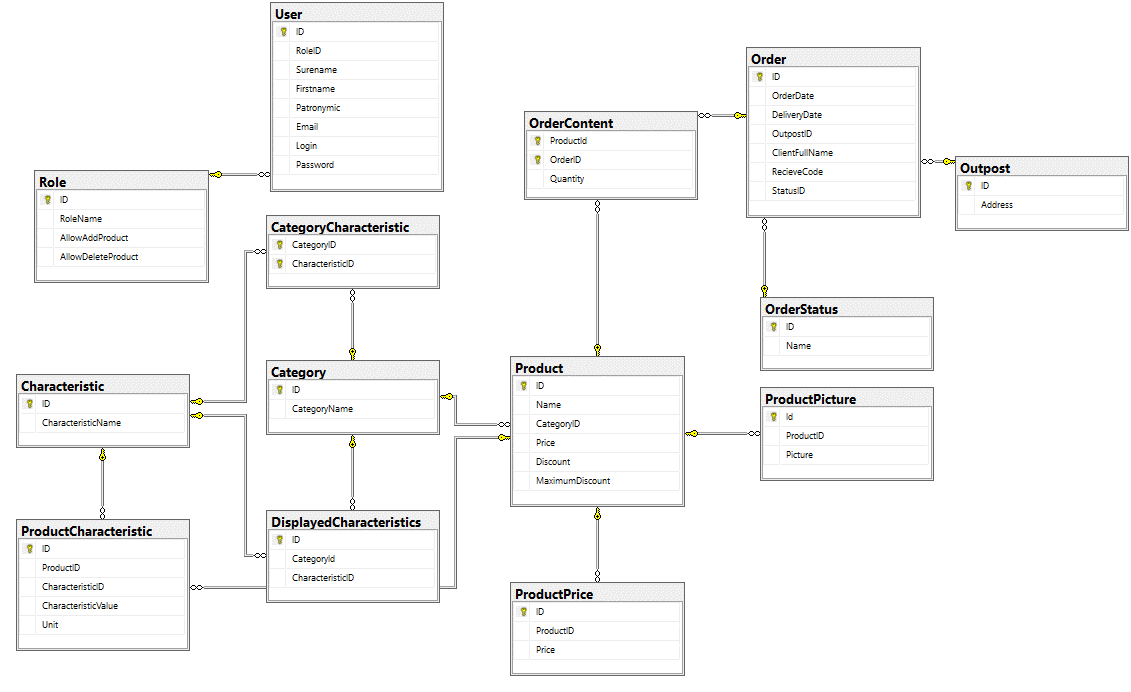 User
ID
RoleID
Surename
Firstname
Patronymic
Email
Login
Password
Order
ID
OrderDate
DeliveryDate
OutpostID
ClientFullName
RecieveCode
StatusID
OrderContent
ProductId
OrderID
Quantity
Outpost
ID
Address
Role
ID
RoleName
AllowAddProduct
AllowDeleteProduct
CategoryCharacteristic
CategoryID
CharacteristicID
OrderStatus
ID
Name
Product
ID
Name
CategoryID
Price
Discount
MaximumDiscount
Category
ID
CategoryName
Characteristic
ID
CharacteristicName
ProductPicture
Id
ProductID
Picture
DisplayedCharacteristics
ID
CategoryId
CharacteristicID
ProductCharacteristic
ID
ProductID
CharacteristicID
CharacteristicValue
Unit
ProductPrice
ID
ProductID
Price